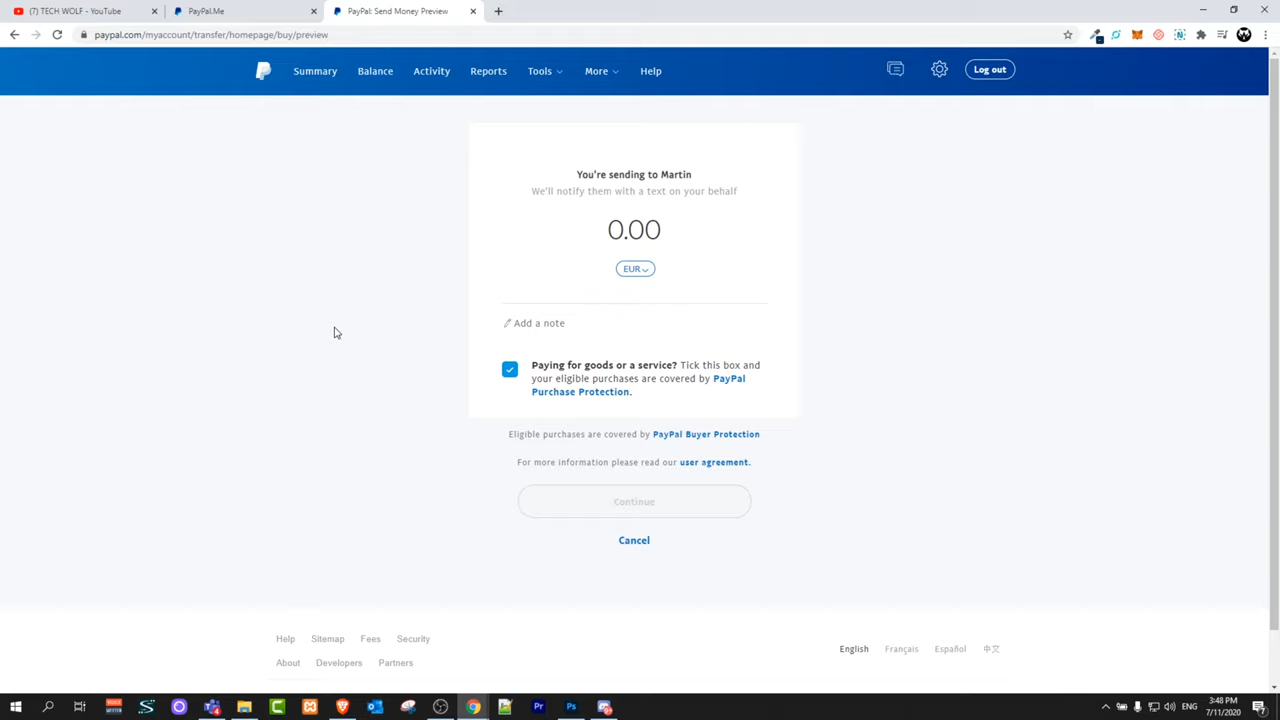 (7) TECH WOLF - YouTube
PayPal.Me
PayPal: Send Money Preview
paypal.com/myaccount/transfer/homepage/buy/preview
Summary
Balance
Activity
Reports
Tools
More
Help
Log out
You're sending to Martin
We'll notify them with a text on your behalf
0.00
EUR
Add a note
Paying for goods or a service? Tick this box and
your eligible purchases are covered by PayPal
Purchase Protection.
Eligible purchases are covered by PayPal Buyer Protection
For more information please read our user agreement.
Continue
Cancel
Help Sitemap Fees Security
English Français Español 中文
About Developers Partners
ENG
3:48 PM
7/11/2020